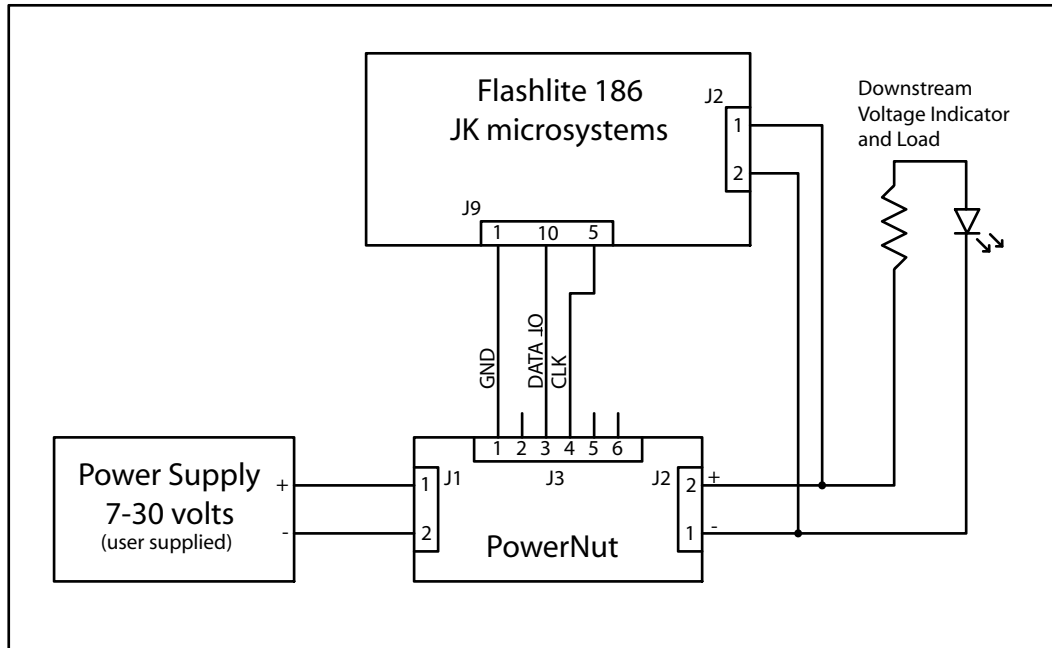 Flashlite 186
JK microsystems
J2
1
2
J9
1 10 5
Downstream
Voltage Indicator
and Load
GND
DATA_IO
CLK
1 2 3 4 5 6
J3
Power Supply
7-30 volts
(user supplied)
+
-
J1
1
2
J2
2
1
+
-
PowerNut